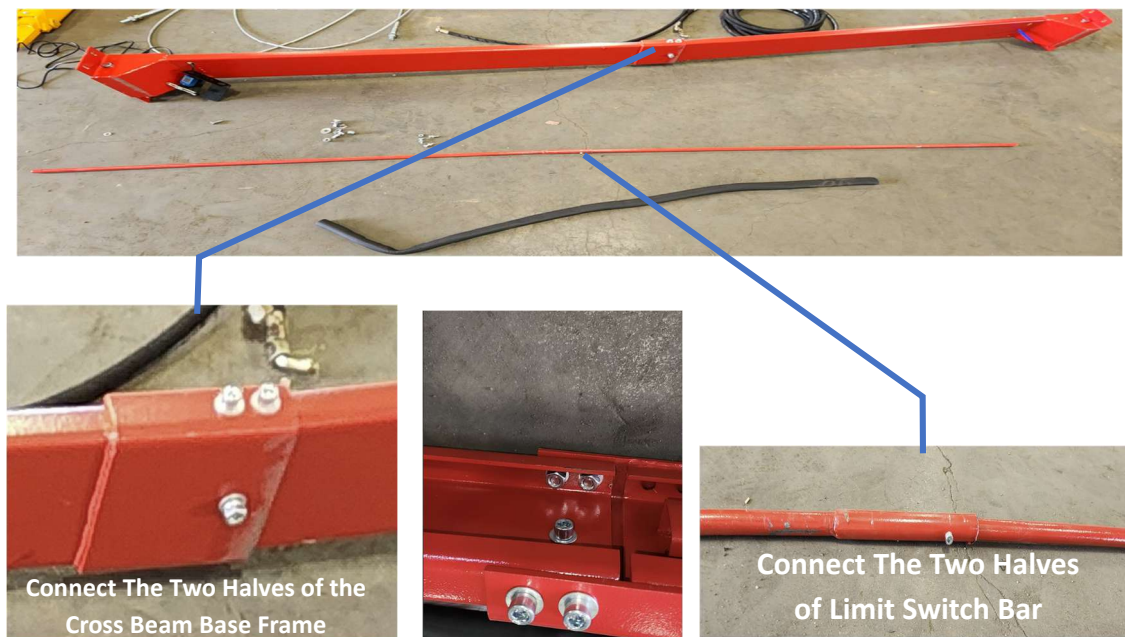 Connect The Two Halves of the
Cross Beam Base Frame
Connect The Two Halves
of Limit Switch Bar